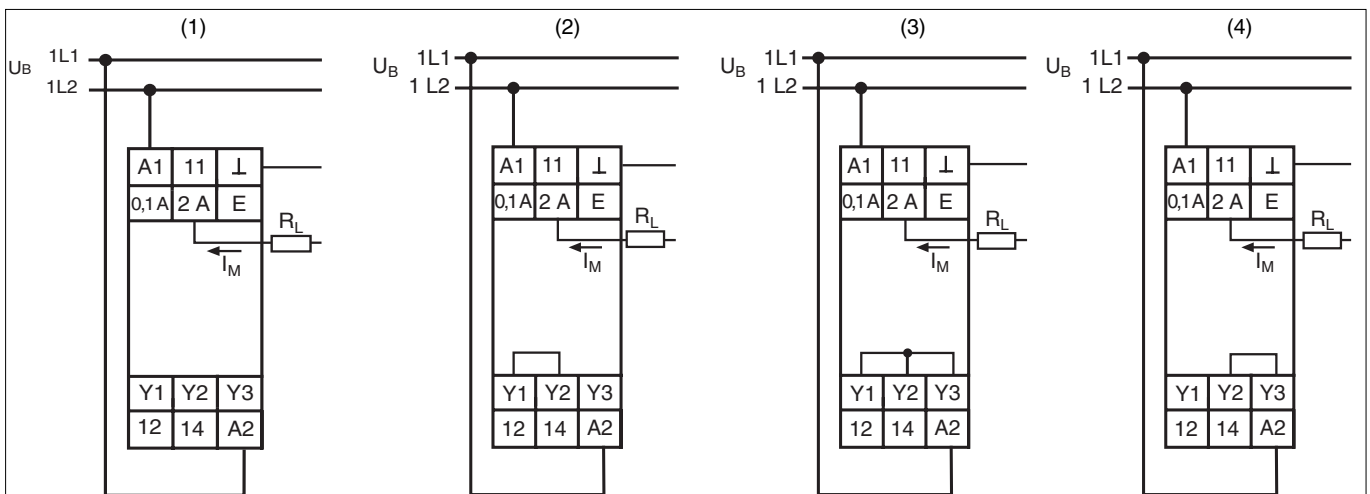 (1)
UB
1L1
1L2
A1 11 ⊥
0,1 A 2 A E
RL
IM
Y1 Y2 Y3
12 14 A2
(2)
UB
1L1
1 L2
A1 11 ⊥
0,1 A 2 A E
RL
IM
Y1 Y2 Y3
12 14 A2
(3)
UB
1L1
1 L2
A1 11 ⊥
0,1 A 2 A E
RL
IM
Y1 Y2 Y3
12 14 A2
(4)
UB
1L1
1 L2
A1 11 ⊥
0,1 A 2 A E
RL
IM
Y1 Y2 Y3
12 14 A2